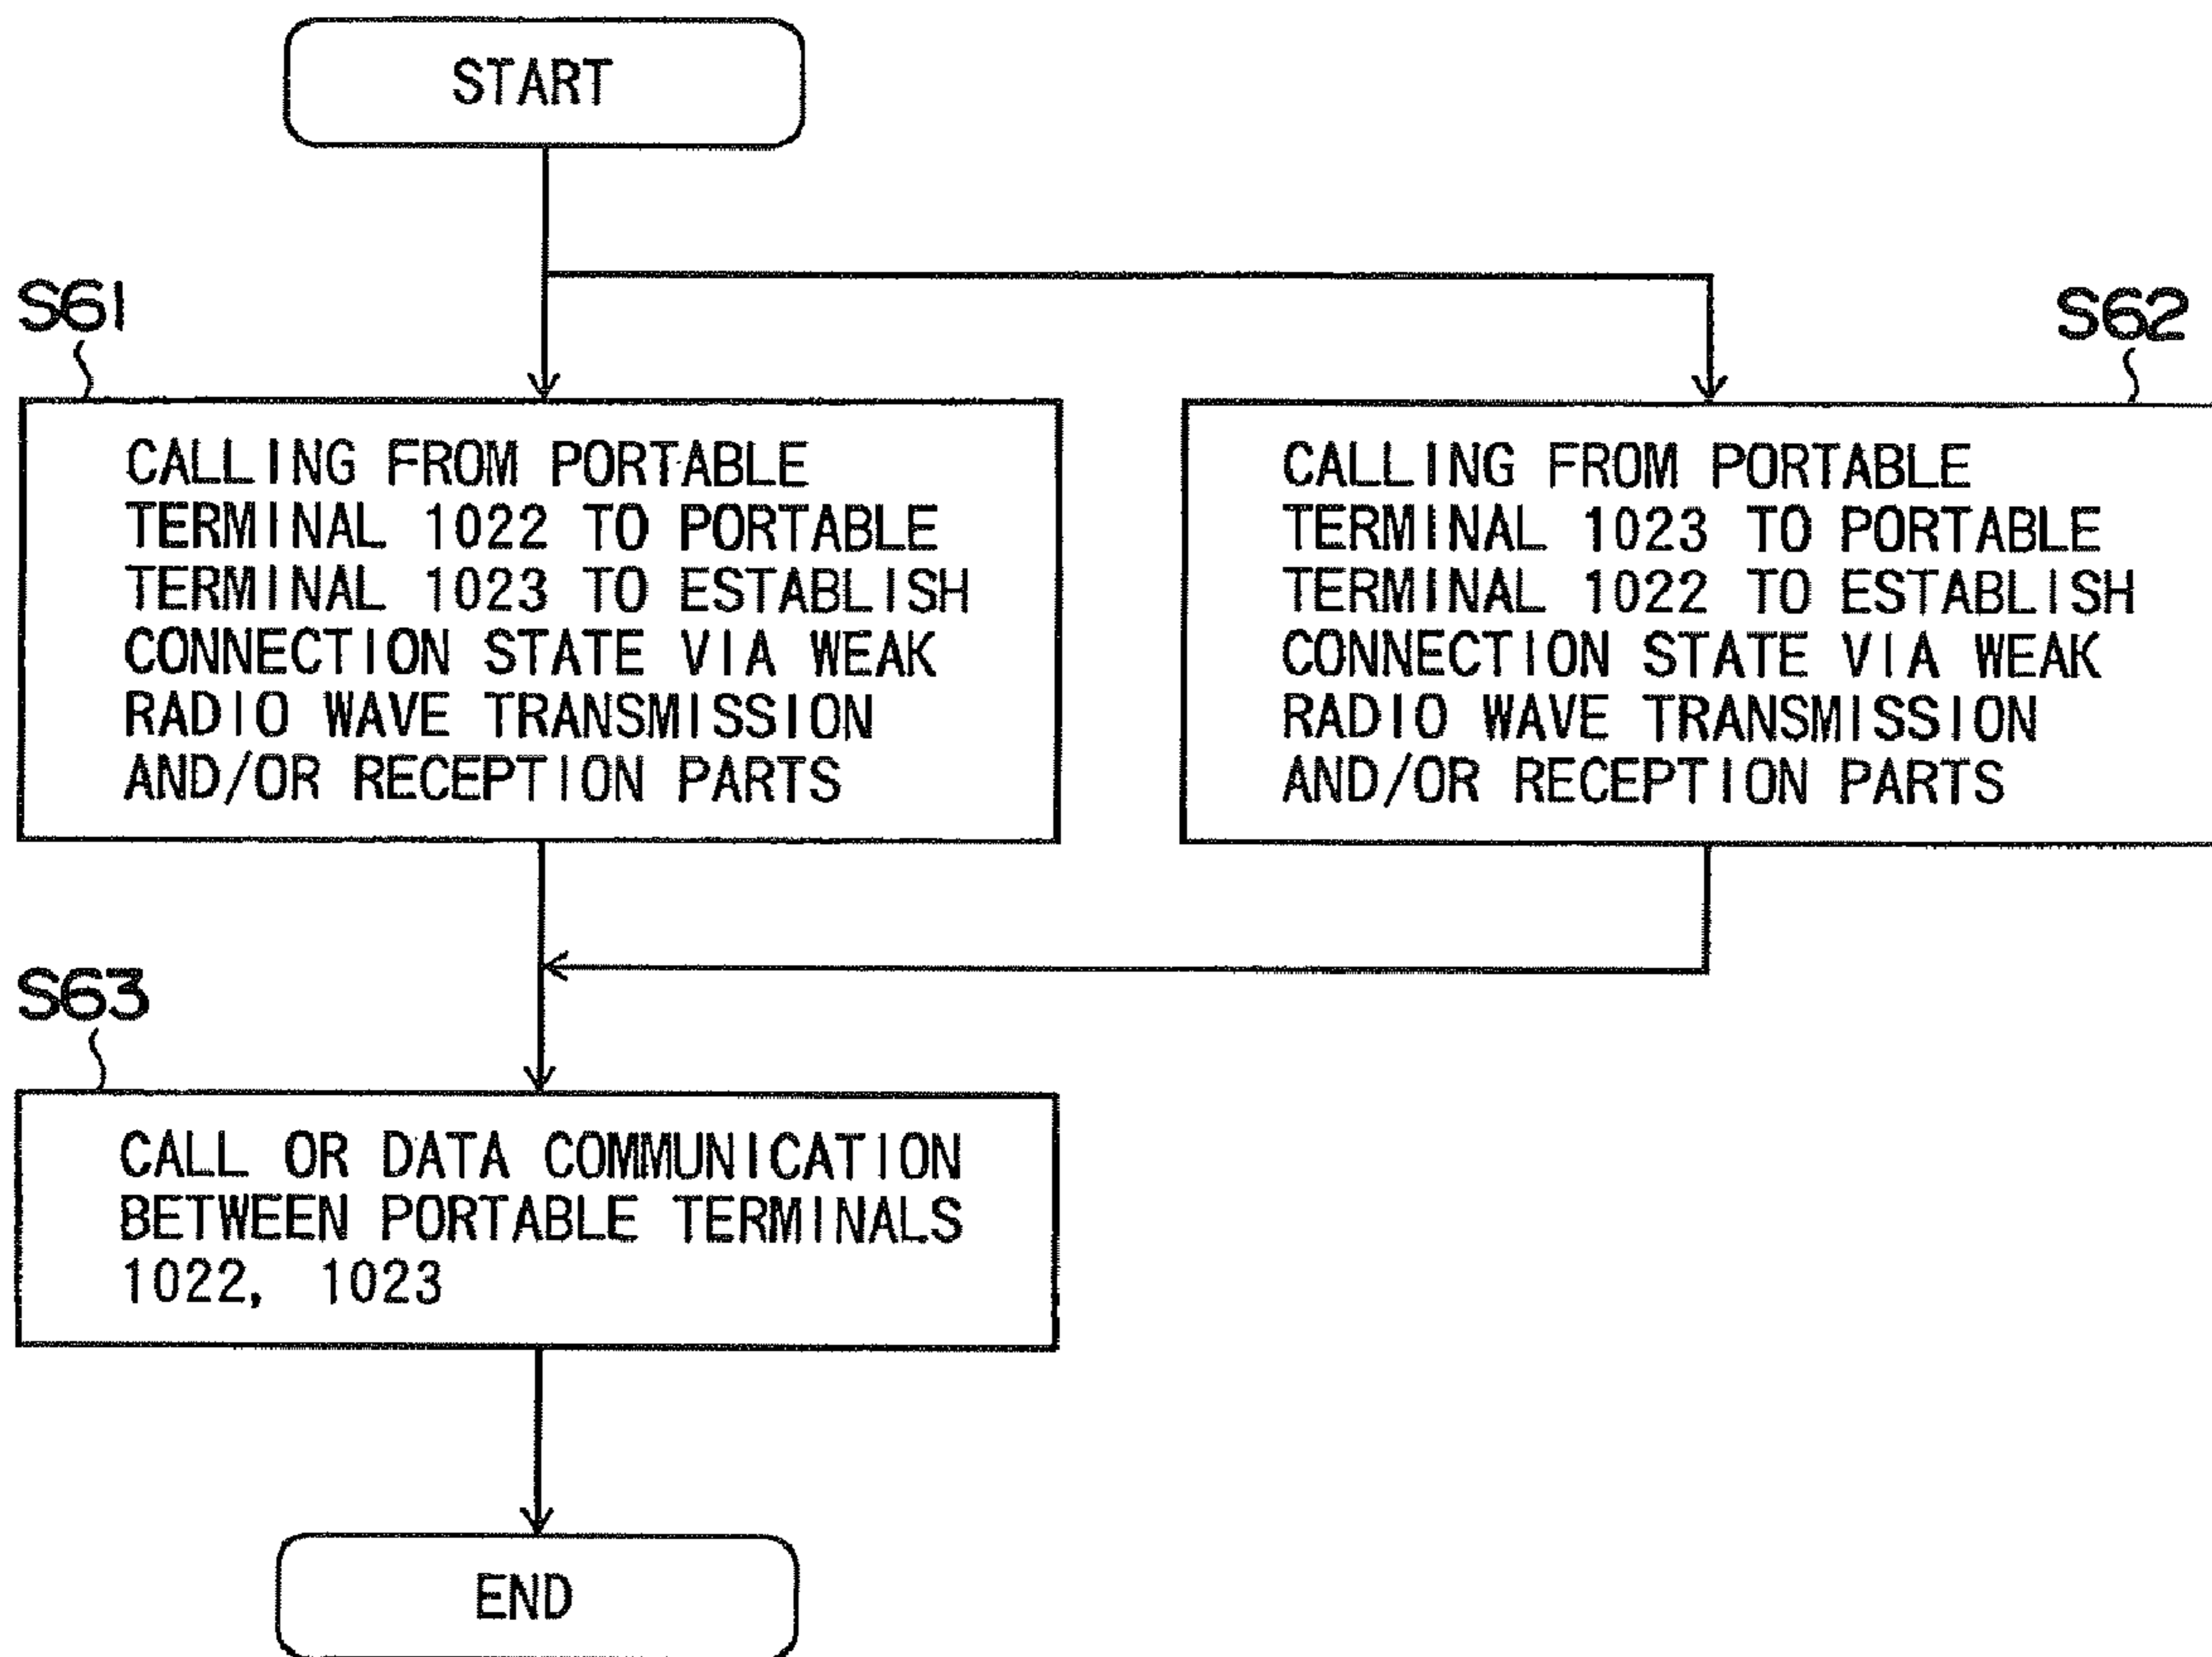 START
S61
S62
CALLING FROM PORTABLE
TERMINAL 1022 TO PORTABLE
TERMINAL 1023 TO ESTABLISH
CONNECTION STATE VIA WEAK
RADIO WAVE TRANSMISSION
AND/OR RECEPTION PARTS
CALLING FROM PORTABLE
TERMINAL 1023 TO PORTABLE
TERMINAL 1022 TO ESTABLISH
CONNECTION STATE VIA WEAK
RADIO WAVE TRANSMISSION
AND/OR RECEPTION PARTS
S63
CALL OR DATA COMMUNICATION
BETWEEN PORTABLE TERMINALS
1022, 1023
END